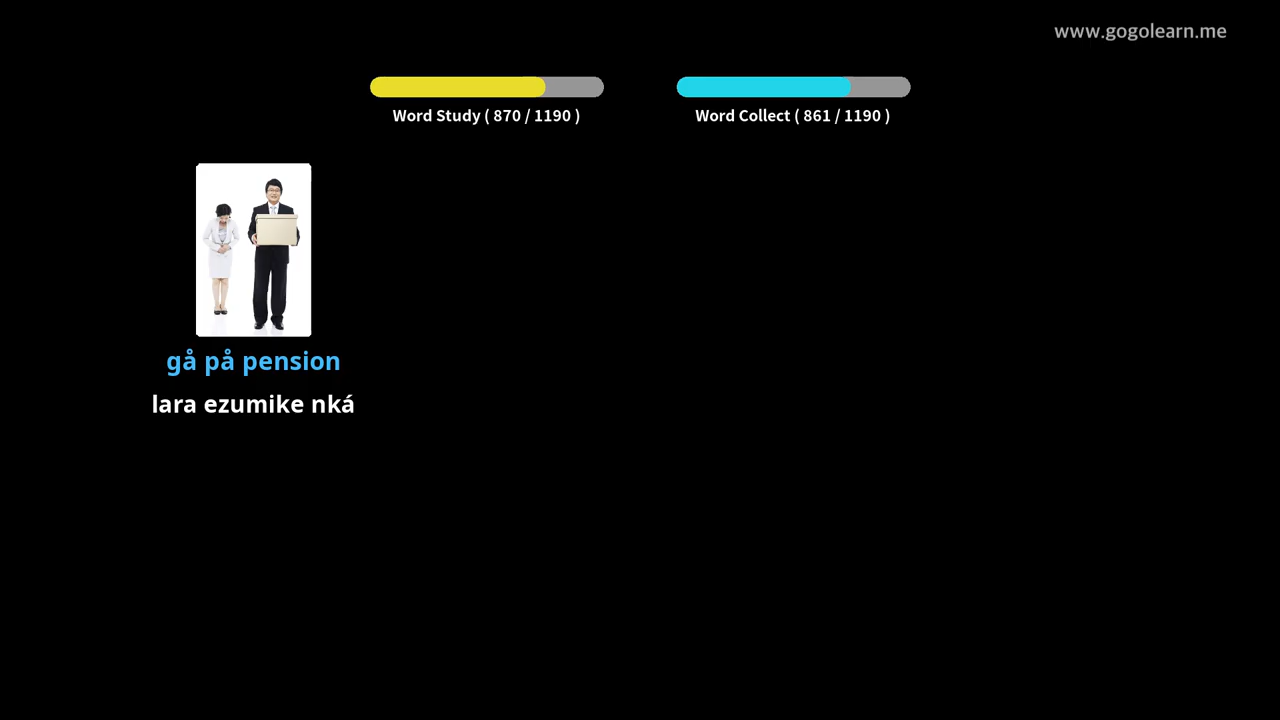 www.gogolearn.me
Word Study ( 870 / 1190 )
Word Collect ( 861 / 1190 )
gå på pension
lara ezumike nká